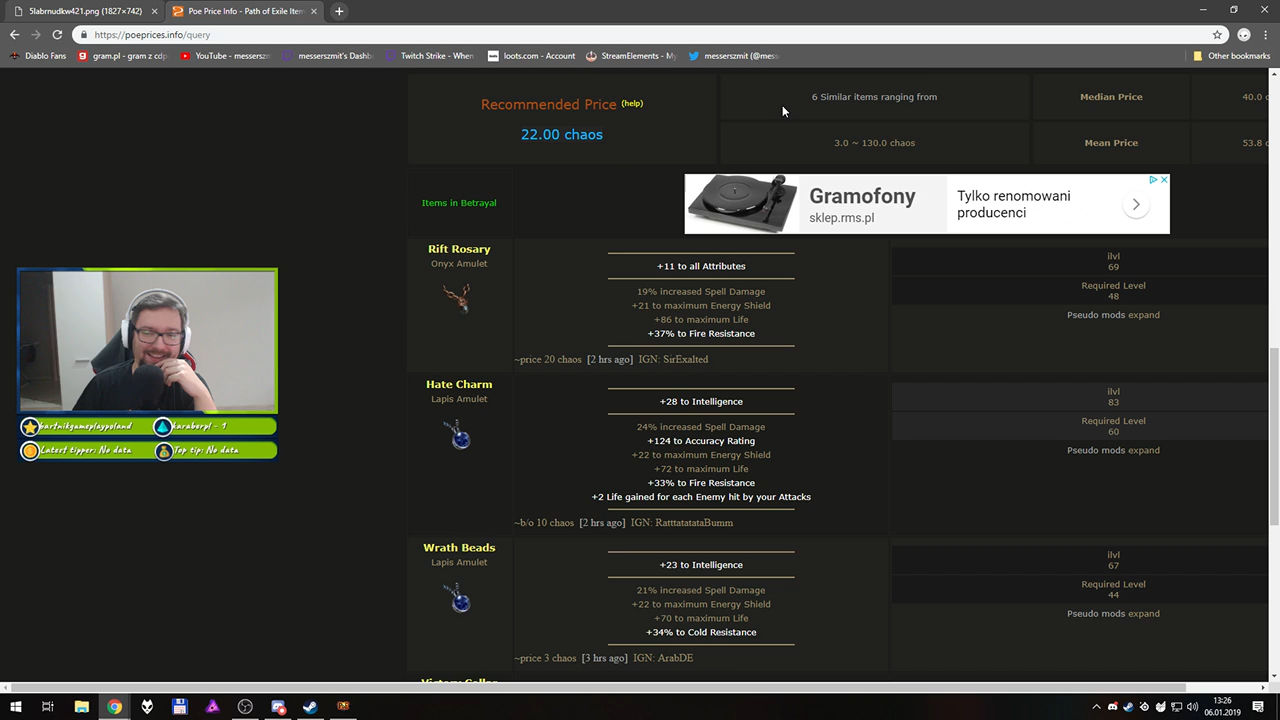 5labrnudkw421.png (1827×742)
Poe Price Info - Path of Exile Item
https://poeprices.info/query
Diablo Fans
gram.pl - gram z cdp
YouTube - messersz
messerszmit's Dashb
Twitch Strike - When
loots.com - Account
StreamElements - My
messerszmit (@mes
Other bookmarks
Recommended Price (help)
22.00 chaos
6 Similar items ranging from
3.0 ~ 130.0 chaos
Median Price
40.0 c
Mean Price
53.8 c
Items in Betrayal
Gramofony
sklep.rms.pl
Tylko renomowani
producenci
Rift Rosary
Onyx Amulet
+11 to all Attributes
19% increased Spell Damage
+21 to maximum Energy Shield
+86 to maximum Life
+37% to Fire Resistance
~price 20 chaos [2 hrs ago] IGN: SirExalted
ilvl
69
Required Level
48
Pseudo mods expand
Hate Charm
Lapis Amulet
+28 to Intelligence
24% increased Spell Damage
+124 to Accuracy Rating
+22 to maximum Energy Shield
+72 to maximum Life
+33% to Fire Resistance
+2 Life gained for each Enemy hit by your Attacks
~b/o 10 chaos [2 hrs ago] IGN: RatttatatataBumm
ilvl
83
Required Level
60
Pseudo mods expand
Wrath Beads
Lapis Amulet
+23 to Intelligence
21% increased Spell Damage
+22 to maximum Energy Shield
+70 to maximum Life
+34% to Cold Resistance
~price 3 chaos [3 hrs ago] IGN: ArabDE
ilvl
67
Required Level
44
Pseudo mods expand
bartnikgameplaypoland
karaborpl - 1
Latest tipper: No data
Top tip: No data
13:26
06.01.2019